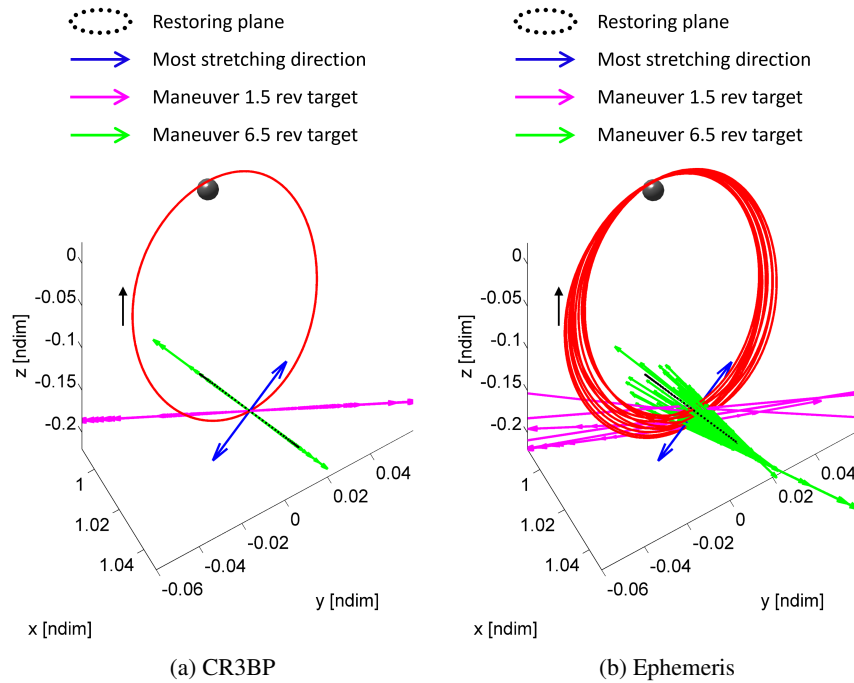 Restoring plane
Most stretching direction
Maneuver 1.5 rev target
Maneuver 6.5 rev target
0
-0.05
-0.1
-0.15
-0.2
z [ndim]
1
1.02
1.04
x [ndim]
-0.06
-0.04
-0.02
0
0.02
0.04
y [ndim]
(a) CR3BP
Restoring plane
Most stretching direction
Maneuver 1.5 rev target
Maneuver 6.5 rev target
0
-0.05
-0.1
-0.15
-0.2
z [ndim]
1
1.02
1.04
x [ndim]
-0.06
-0.04
-0.02
0
0.02
0.04
y [ndim]
(b) Ephemeris